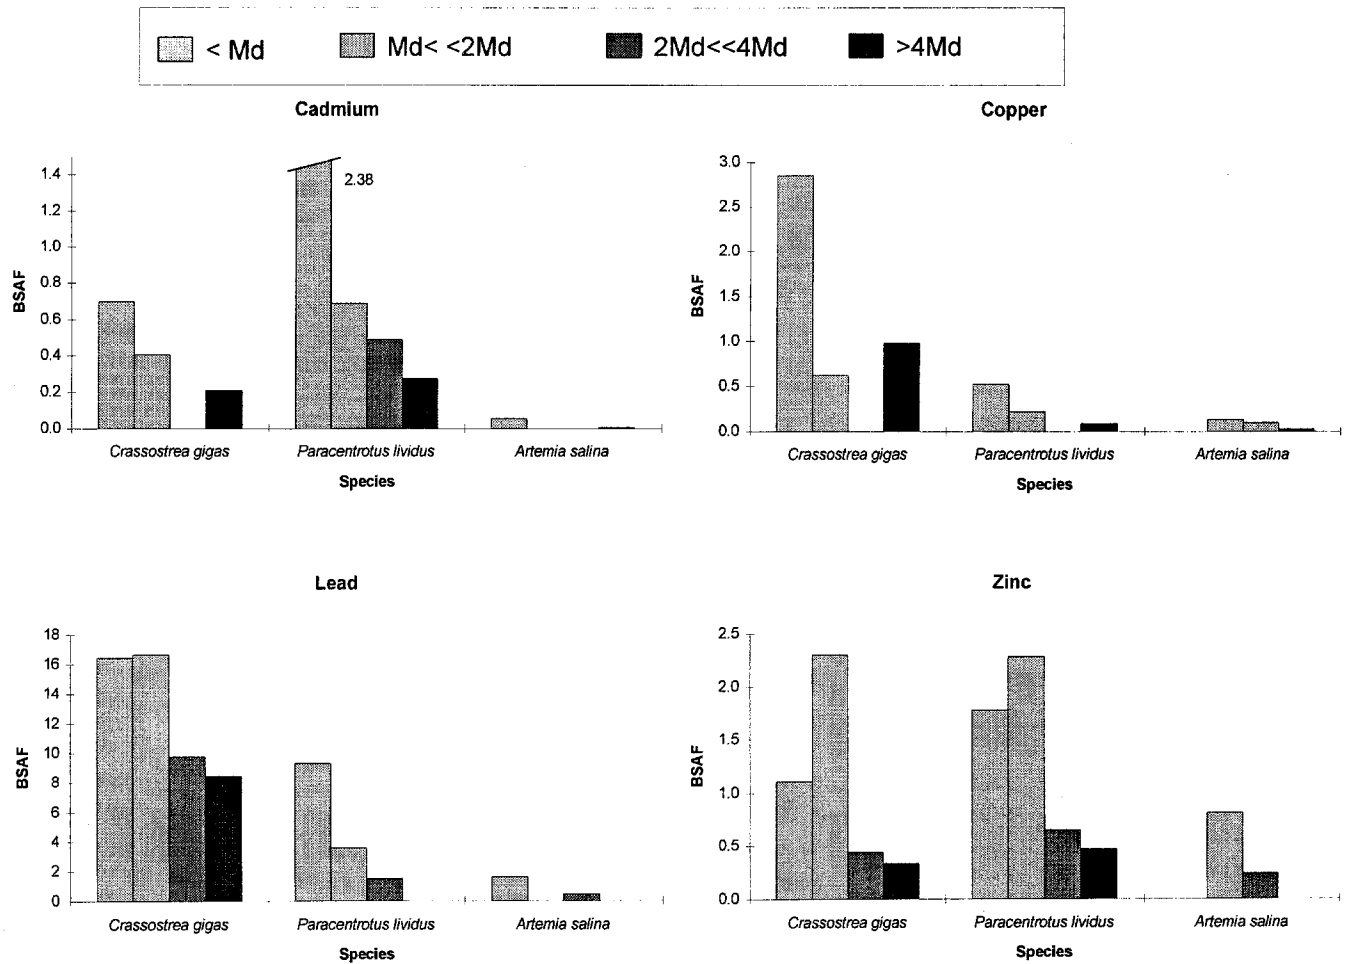 < Md Md< <2Md 2Md<<4Md >4Md
Cadmium
1.4
1.2
1.0
0.8
0.6
0.4
0.2
0.0
BSAF
2.38
Crassostrea gigas Paracentrotus lividus Artemia salina
Species
Copper
3.0
2.5
2.0
1.5
1.0
0.5
0.0
BSAF
Crassostrea gigas Paracentrotus lividus Artemia salina
Species
Lead
18
16
14
12
10
8
6
4
2
0
BSAF
Crassostrea gigas Paracentrotus lividus Artemia salina
Species
Zinc
2.5
2.0
1.5
1.0
0.5
0.0
BSAF
Crassostrea gigas Paracentrotus lividus Artemia salina
Species